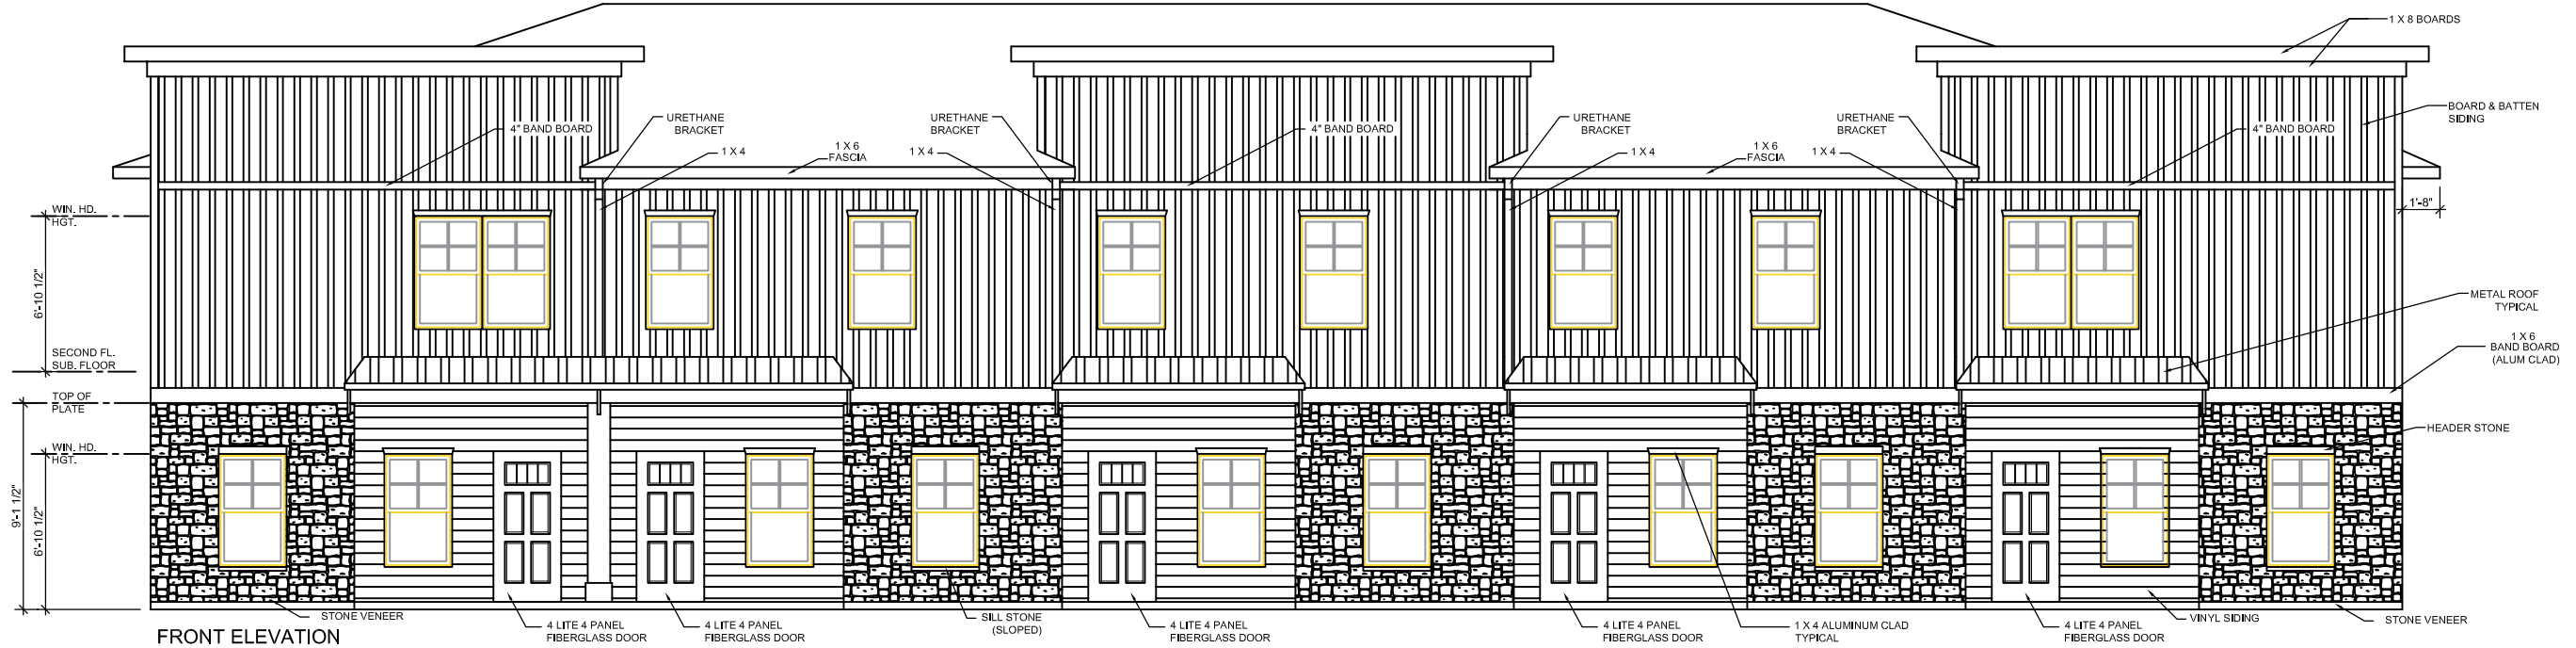 1 X 8 BOARDS
BOARD & BATTEN
SIDING
4" BAND BOARD
URETHANE
BRACKET
URETHANE
BRACKET
4" BAND BOARD
URETHANE
BRACKET
URETHANE
BRACKET
4" BAND BOARD
1 X 4
1 X 6
FASCIA
1 X 4
1 X 4
1 X 6
FASCIA
1 X 4
WIN. HD.
HGT.
1'-8"
6'-10 1/2"
METAL ROOF
TYPICAL
1 X 6
BAND BOARD
(ALUM CLAD)
SECOND FL.
SUB. FLOOR
TOP OF
PLATE
WIN. HD.
HGT.
HEADER STONE
9'-1 1/2"
6'-10 1/2"
STONE VENEER
4 LITE 4 PANEL
FIBERGLASS DOOR
4 LITE 4 PANEL
FIBERGLASS DOOR
SILL STONE
(SLOPED)
4 LITE 4 PANEL
FIBERGLASS DOOR
4 LITE 4 PANEL
FIBERGLASS DOOR
1 X 4 ALUMINUM CLAD
TYPICAL
4 LITE 4 PANEL
FIBERGLASS DOOR
VINYL SIDING
STONE VENEER
FRONT ELEVATION